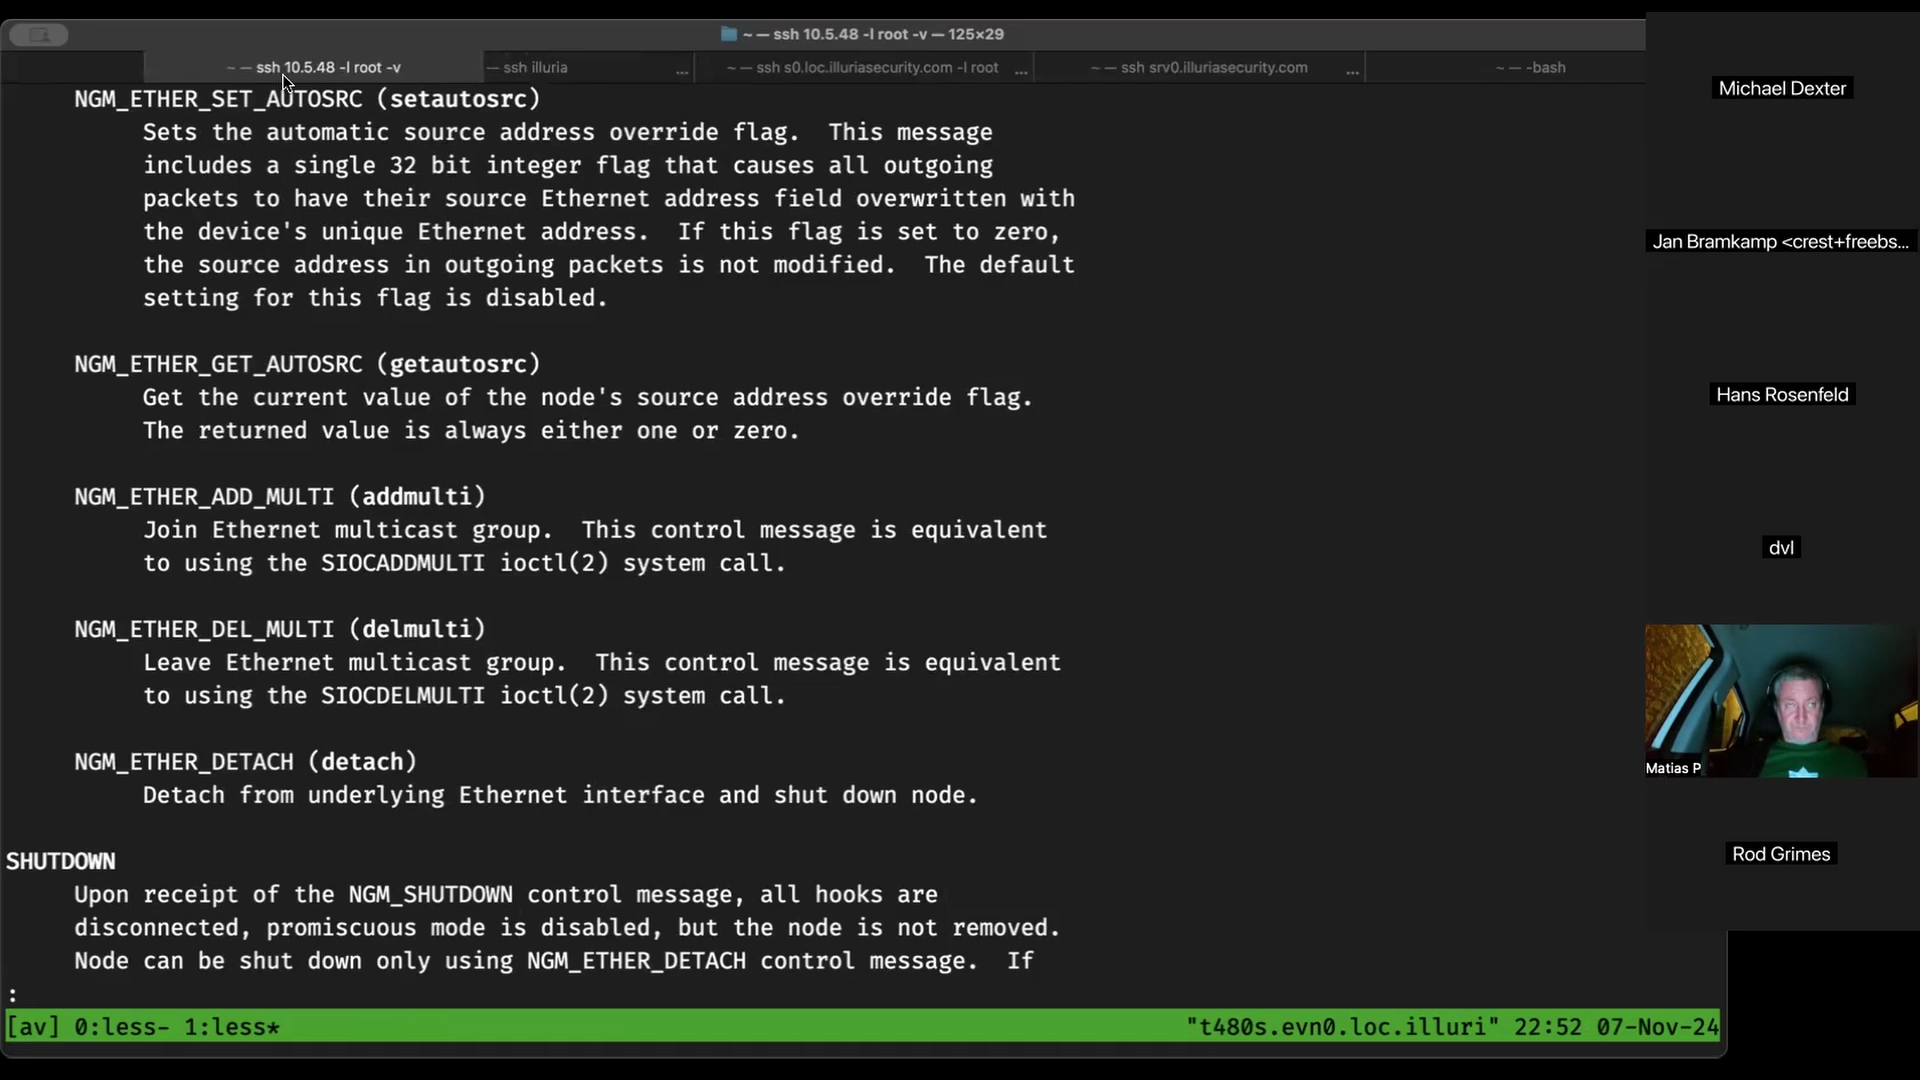 ~ — ssh 10.5.48 -l root -v — 125×29
~ — ssh 10.5.48 -l root -v
— ssh illuria ...
~ — ssh s0.loc.illuriasecurity.com -l root ...
~ — ssh srv0.illuriasecurity.com ...
~ — -bash
NGM_ETHER_SET_AUTOSRC (setautosrc)
Sets the automatic source address override flag.  This message
includes a single 32 bit integer flag that causes all outgoing
packets to have their source Ethernet address field overwritten with
the device's unique Ethernet address.  If this flag is set to zero,
the source address in outgoing packets is not modified.  The default
setting for this flag is disabled.
NGM_ETHER_GET_AUTOSRC (getautosrc)
Get the current value of the node's source address override flag.
The returned value is always either one or zero.
NGM_ETHER_ADD_MULTI (addmulti)
Join Ethernet multicast group.  This control message is equivalent
to using the SIOCADDMULTI ioctl(2) system call.
NGM_ETHER_DEL_MULTI (delmulti)
Leave Ethernet multicast group.  This control message is equivalent
to using the SIOCDELMULTI ioctl(2) system call.
NGM_ETHER_DETACH (detach)
Detach from underlying Ethernet interface and shut down node.
SHUTDOWN
Upon receipt of the NGM_SHUTDOWN control message, all hooks are
disconnected, promiscuous mode is disabled, but the node is not removed.
Node can be shut down only using NGM_ETHER_DETACH control message.  If
:
[av] 0:less- 1:less* "t480s.evn0.loc.illuri" 22:52 07-Nov-24
Michael Dexter
Jan Bramkamp <crest+freebs...
Hans Rosenfeld
dvl
Matias P
Rod Grimes